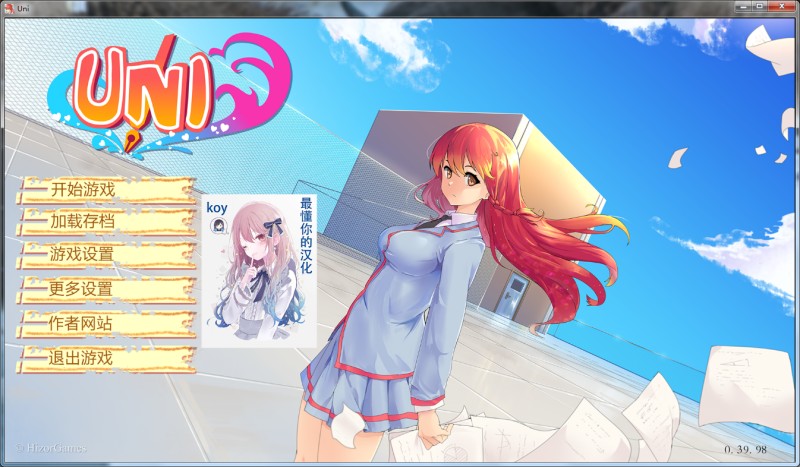 Uni
UNI
开始游戏
加载存档
游戏设置
更多设置
作者网站
退出游戏
koy
最懂你的汉化
© HizorGames
0. 39. 98